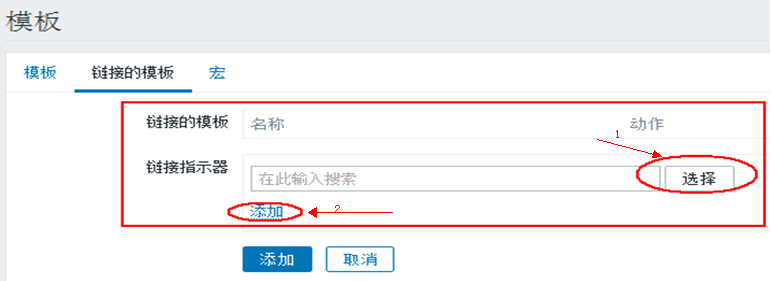 模板
模板 链接的模板 宏
链接的模板 名称 动作
1
链接指示器 在此输入搜索 选择
添加 2
添加 取消